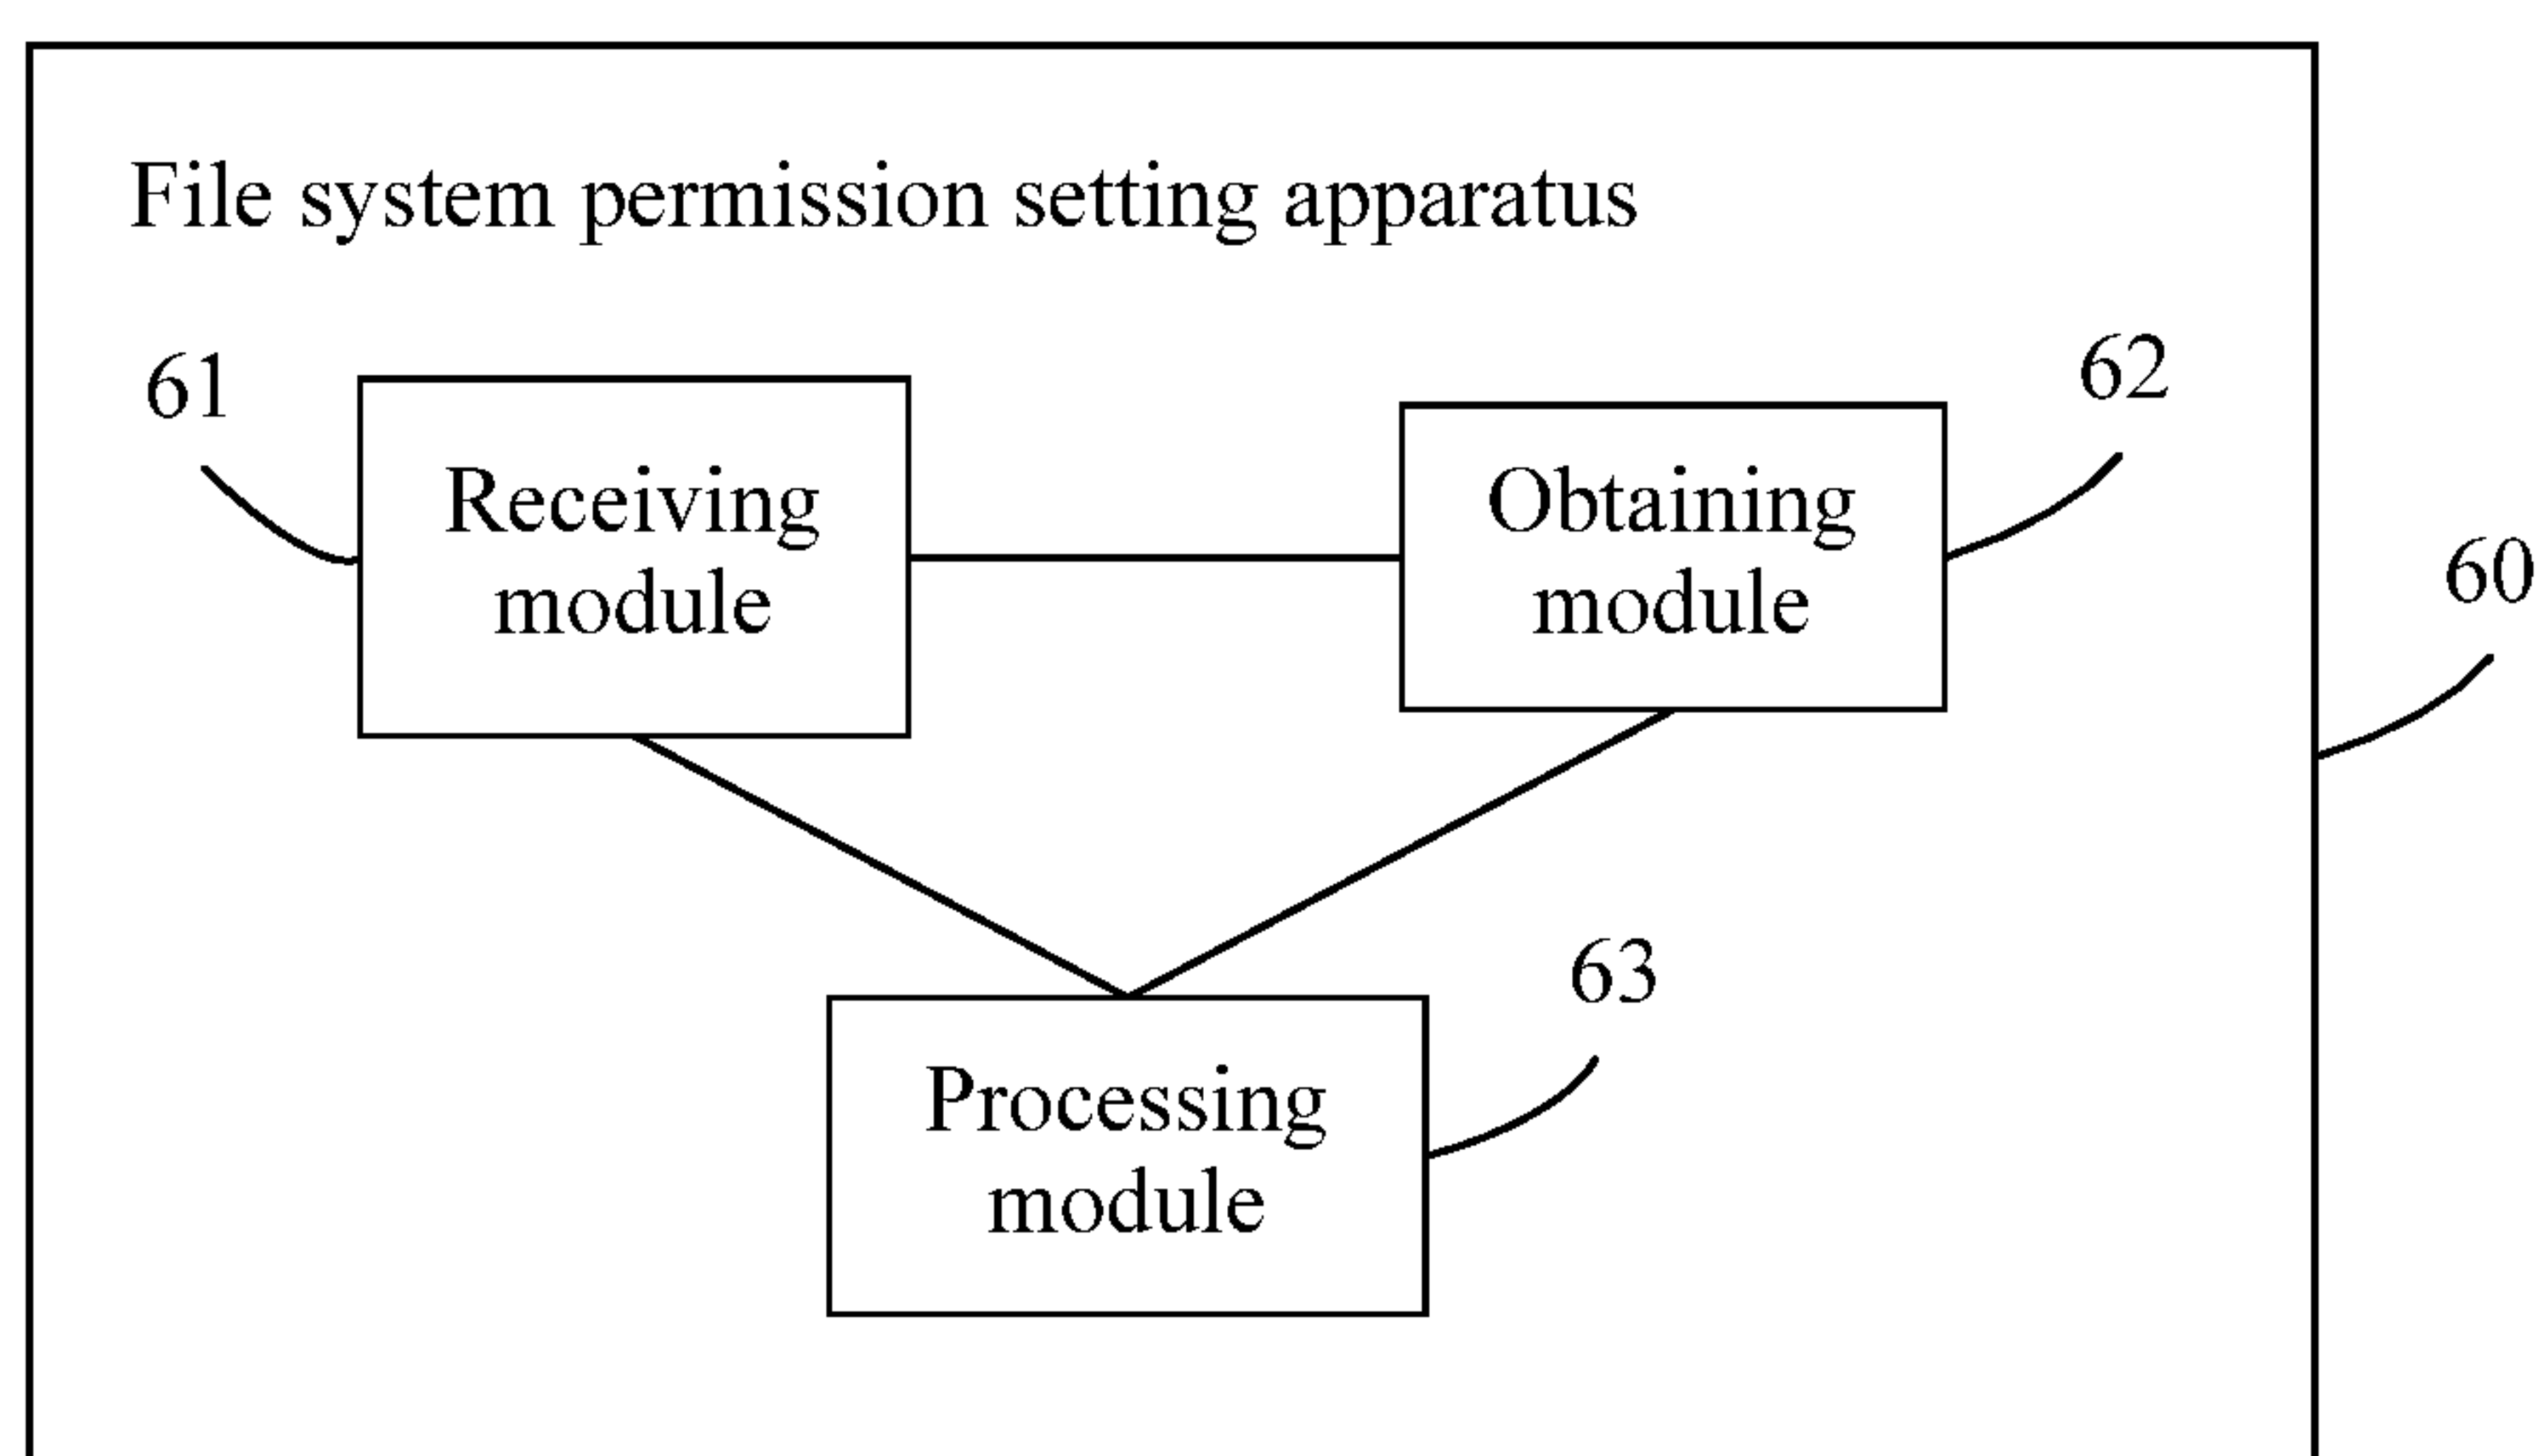 File system permission setting apparatus
61
62
Receiving
module
Obtaining
module
60
63
Processing
module